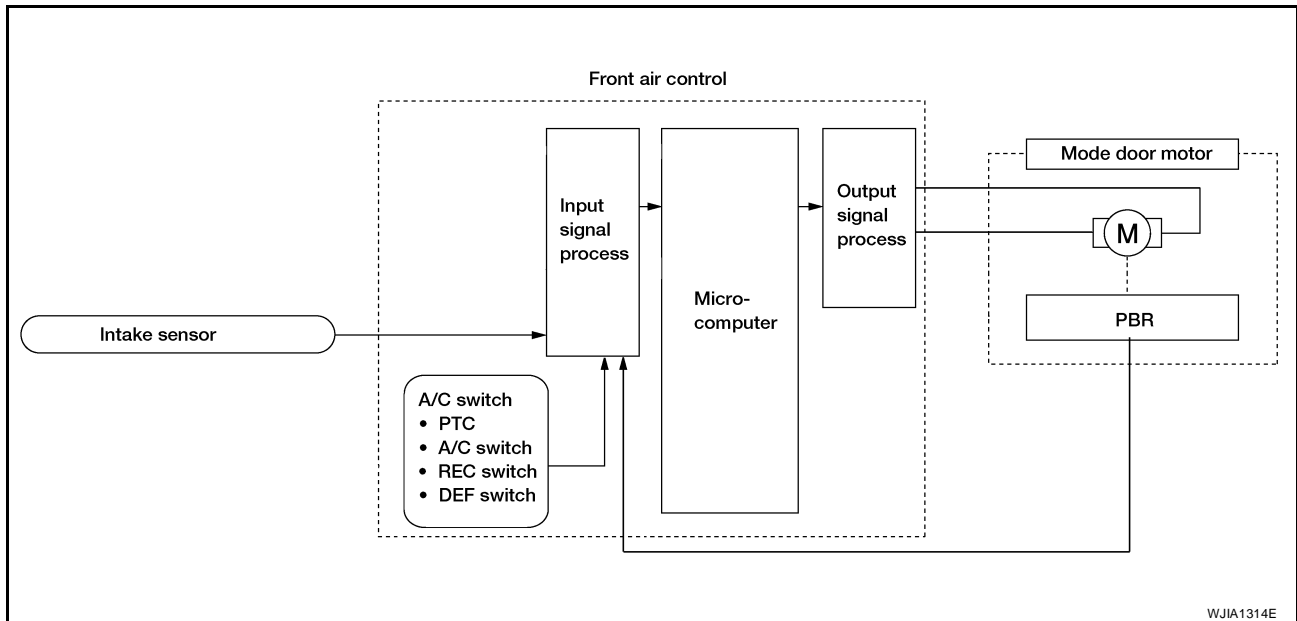 Front air control
Mode door motor
Input
signal
process
Output
signal
process
M
Micro-
computer
PBR
Intake sensor
A/C switch
• PTC
• A/C switch
• REC switch
• DEF switch
WJIA1314E